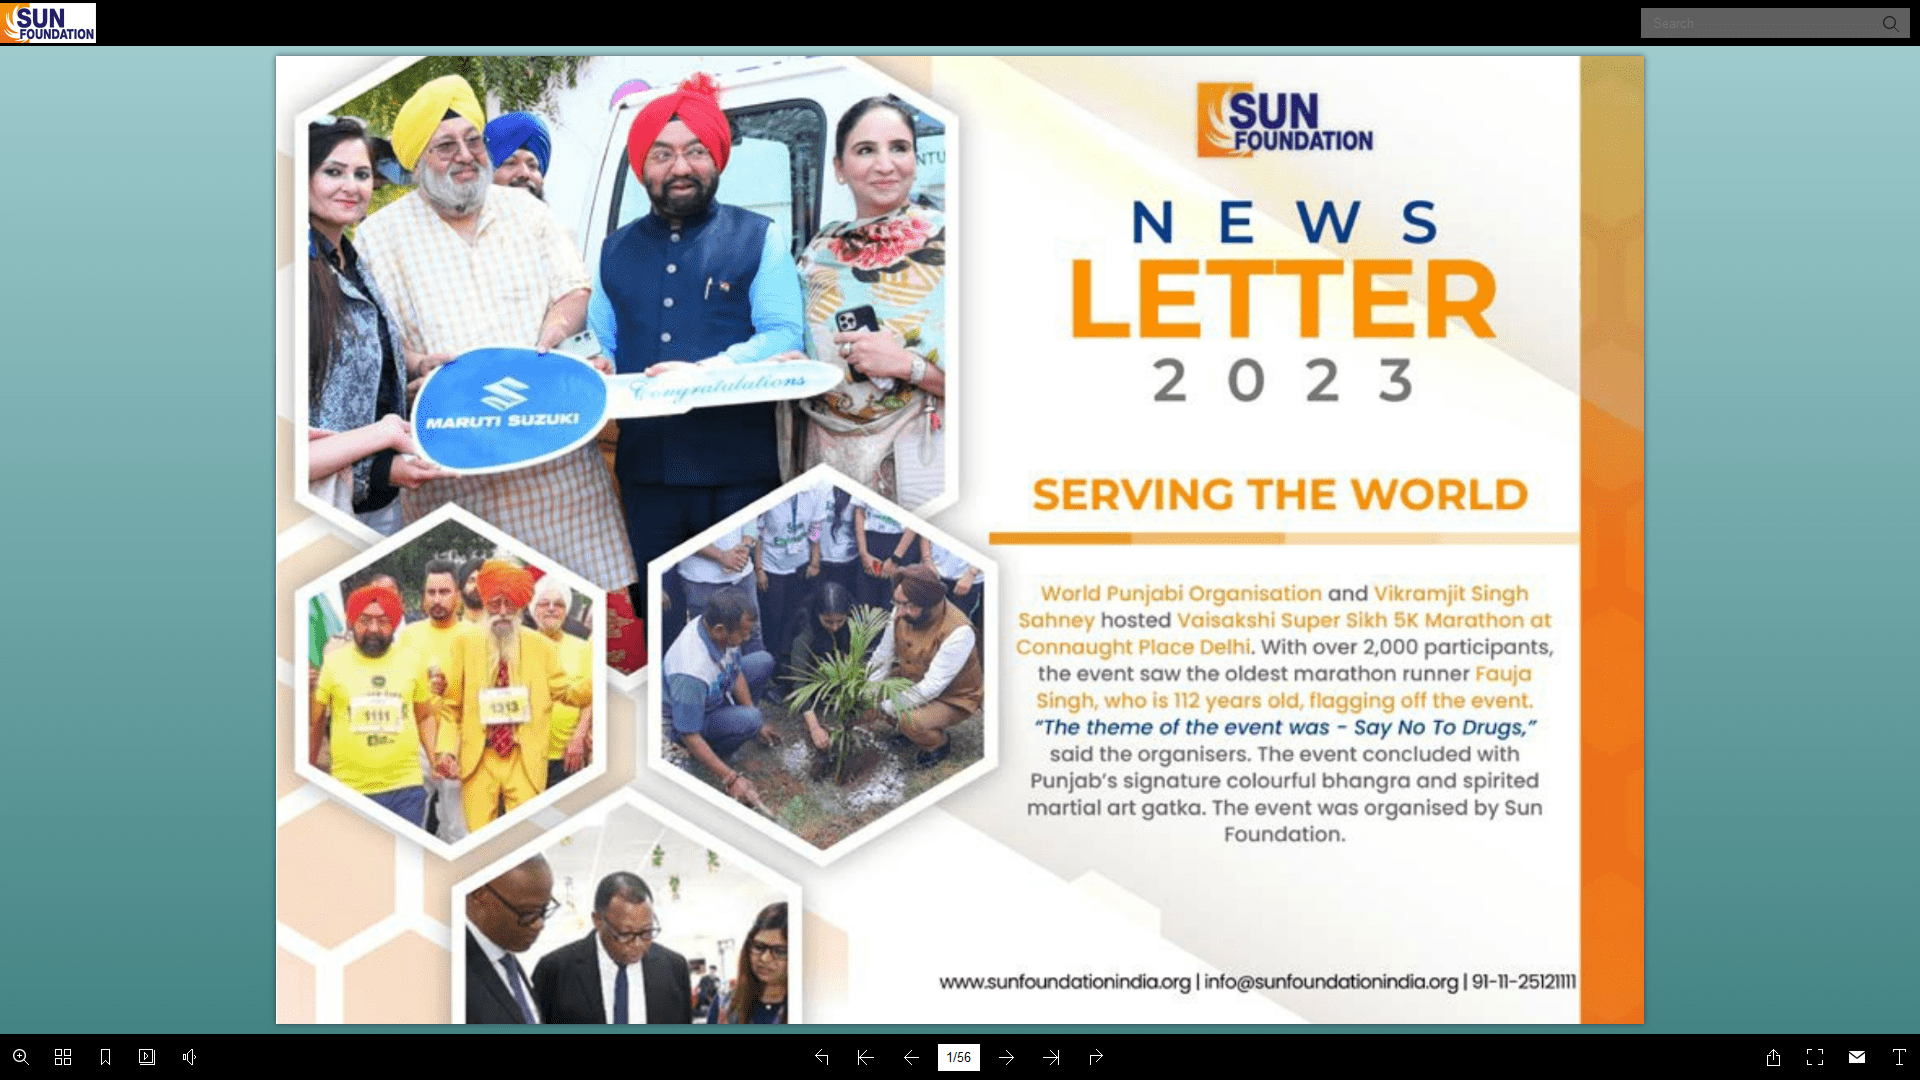 SUN
FOUNDATION
Search
SUN
FOUNDATION
NEWS
LETTER
2023
Congratulations
MARUTI SUZUKI
SERVING THE WORLD
World Punjabi Organisation and Vikramjit Singh
Sahney hosted Vaisakshi Super Sikh 5K Marathon at
Connaught Place Delhi. With over 2,000 participants,
the event saw the oldest marathon runner Fauja
Singh, who is 112 years old, flagging off the event.
“The theme of the event was - Say No To Drugs,”
said the organisers. The event concluded with
Punjab’s signature colourful bhangra and spirited
martial art gatka. The event was organised by Sun
Foundation.
1111
1313
www.sunfoundationindia.org | info@sunfoundationindia.org | 91-11-25121111
1/56